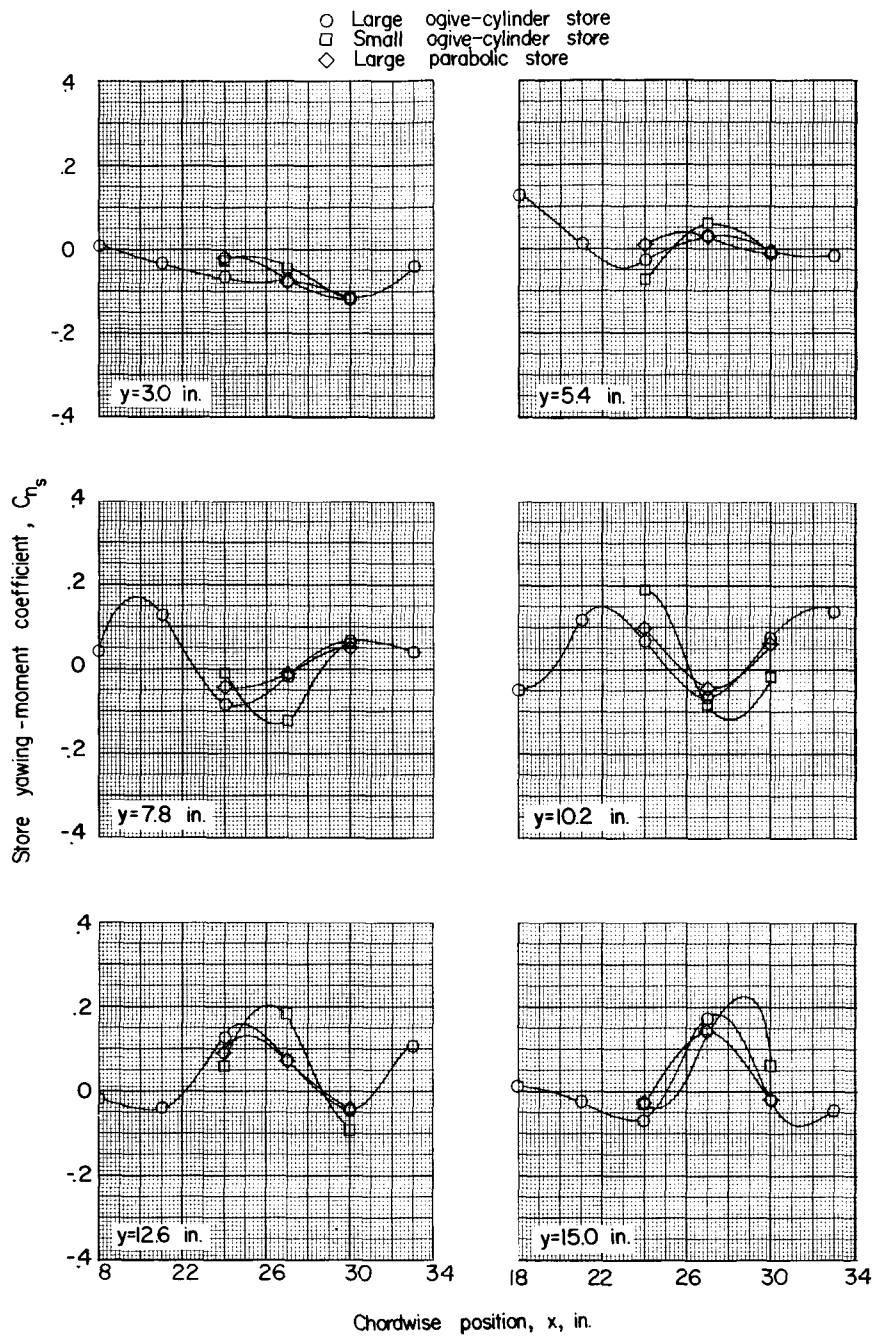 Large ogive-cylinder store
Small ogive-cylinder store
Large parabolic store
.4
.2
0
-.2
-.4
y=3.0 in.
y=5.4 in.
Store yawing-moment coefficient, Cns
.4
.2
0
-.2
-.4
y=7.8 in.
y=10.2 in.
.4
.2
0
-.2
-.4
y=12.6 in.
y=15.0 in.
8 22 26 30 34
18 22 26 30 34
Chordwise position, x, in.